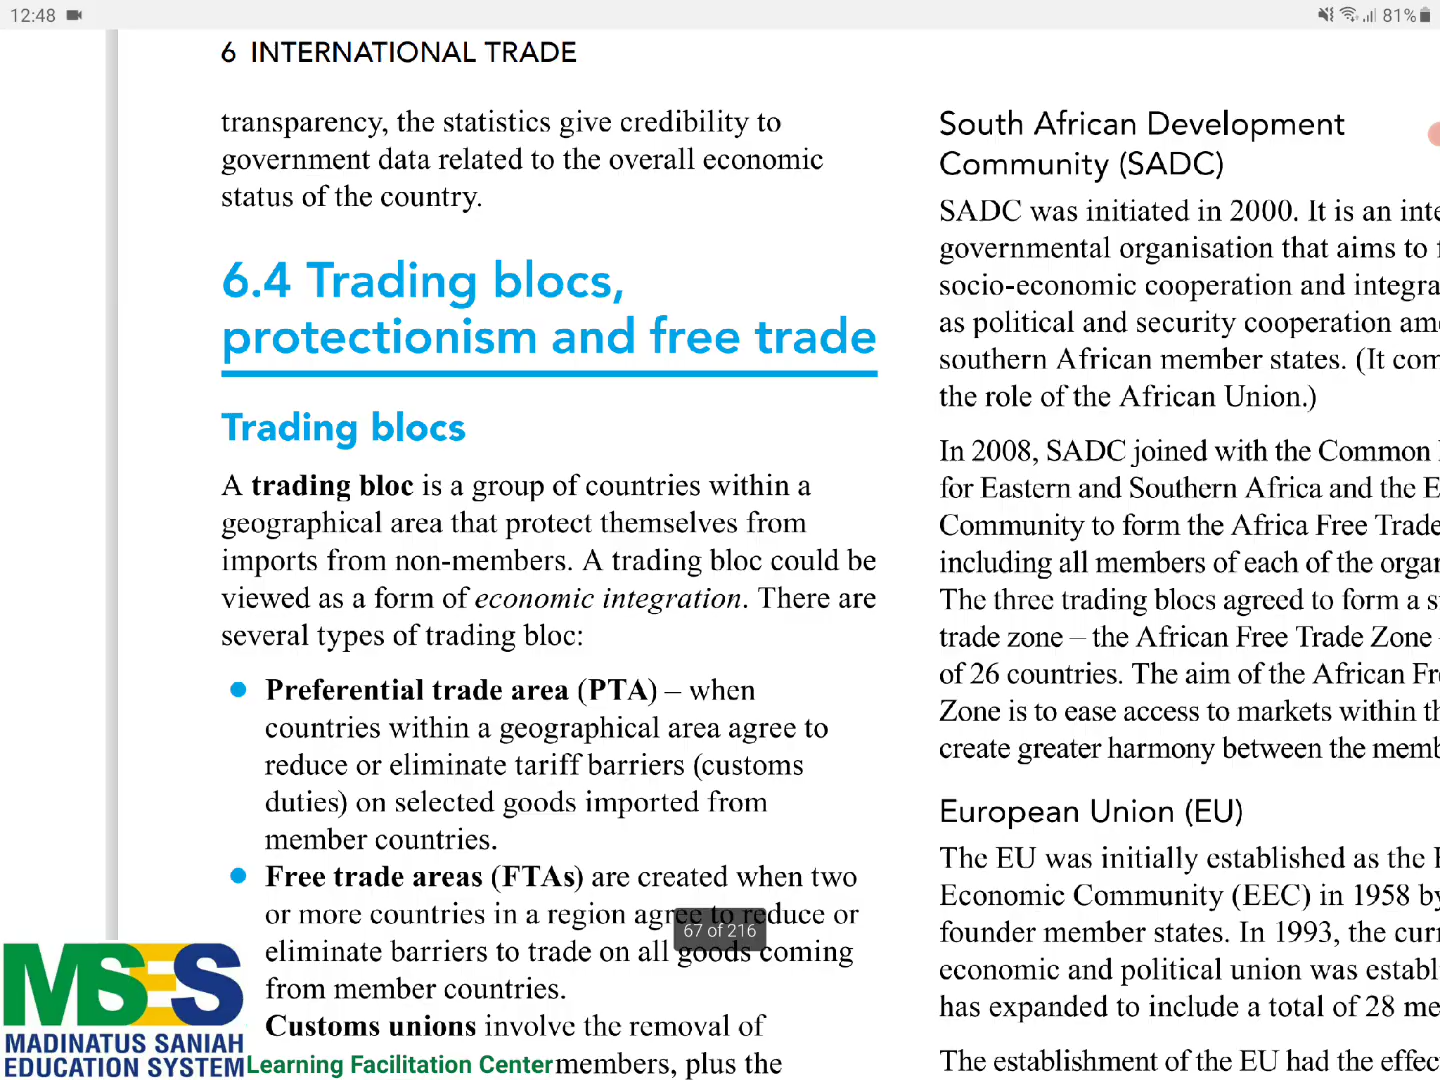 12:48
81%
6 INTERNATIONAL TRADE
transparency, the statistics give credibility to
government data related to the overall economic
status of the country.
6.4 Trading blocs,
protectionism and free trade
Trading blocs
A trading bloc is a group of countries within a
geographical area that protect themselves from
imports from non-members. A trading bloc could be
viewed as a form of economic integration. There are
several types of trading bloc:
• Preferential trade area (PTA) – when
countries within a geographical area agree to
reduce or eliminate tariff barriers (customs
duties) on selected goods imported from
member countries.
• Free trade areas (FTAs) are created when two
or more countries in a region agree to reduce or
eliminate barriers to trade on all goods coming
from member countries.
Customs unions involve the removal of
members, plus the
67 of 216
South African Development
Community (SADC)
SADC was initiated in 2000. It is an inte
governmental organisation that aims to f
socio-economic cooperation and integra
as political and security cooperation am
southern African member states. (It com
the role of the African Union.)
In 2008, SADC joined with the Common
for Eastern and Southern Africa and the E
Community to form the Africa Free Trade
including all members of each of the organ
The three trading blocs agreed to form a s
trade zone – the African Free Trade Zone
of 26 countries. The aim of the African Fr
Zone is to ease access to markets within th
create greater harmony between the memb
European Union (EU)
The EU was initially established as the E
Economic Community (EEC) in 1958 by
founder member states. In 1993, the curr
economic and political union was establ
has expanded to include a total of 28 me
The establishment of the EU had the effec
MSES
MADINATUS SANIAH
EDUCATION SYSTEM
Learning Facilitation Center